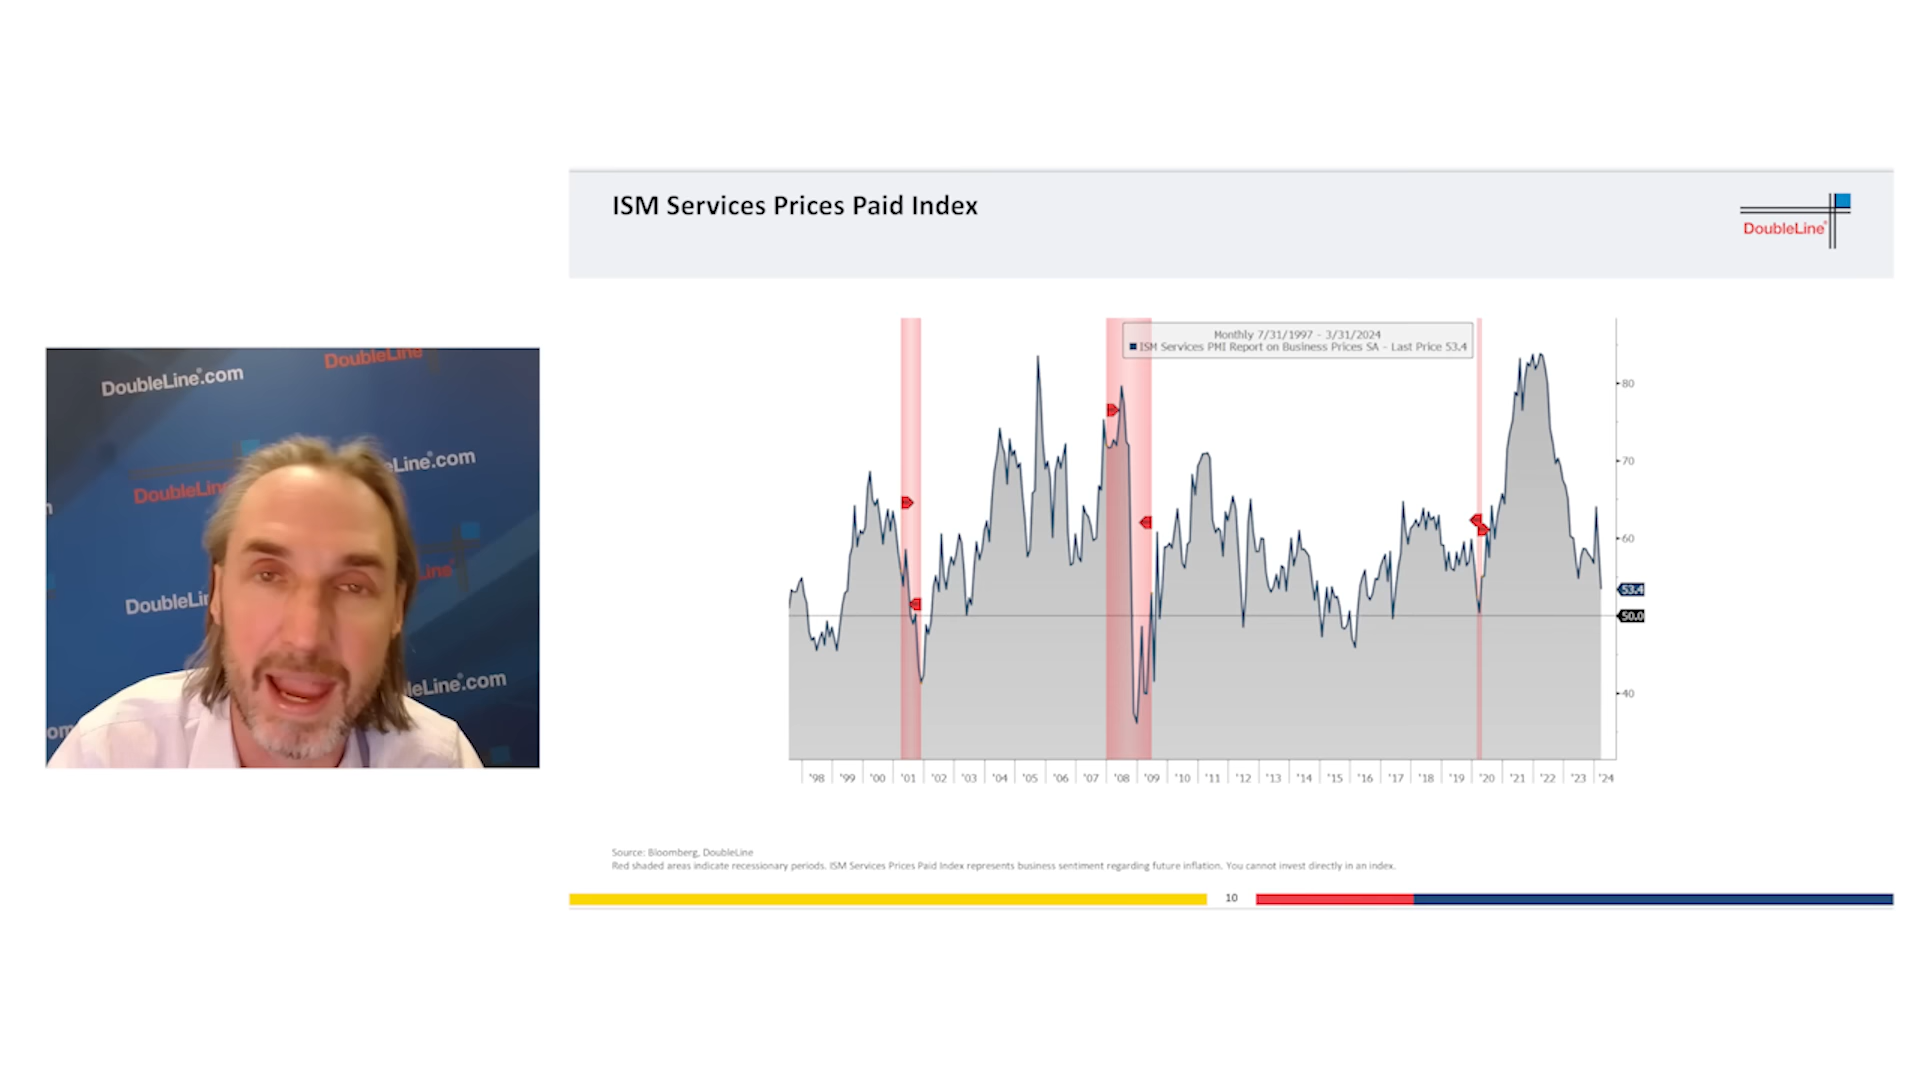 ISM Services Prices Paid Index
DoubleLine®
DoubleLine
DoubleLine®.com
DoubleLine
eLine®.com
DoubleLine
Line
DoubleLin
leLine®.com
om
Monthly 7/31/1997 - 3/31/2024
ISM Services PMI Report on Business Prices SA - Last Price 53.4
80
70
60
53.4
50.0
40
'98 '99 '00 '01 '02 '03 '04 '05 '06 '07 '08 '09 '10 '11 '12 '13 '14 '15 '16 '17 '18 '19 '20 '21 '22 '23 '24
Source: Bloomberg, DoubleLine
Red shaded areas indicate recessionary periods. ISM Services Prices Paid Index represents business sentiment regarding future inflation. You cannot invest directly in an index.
10